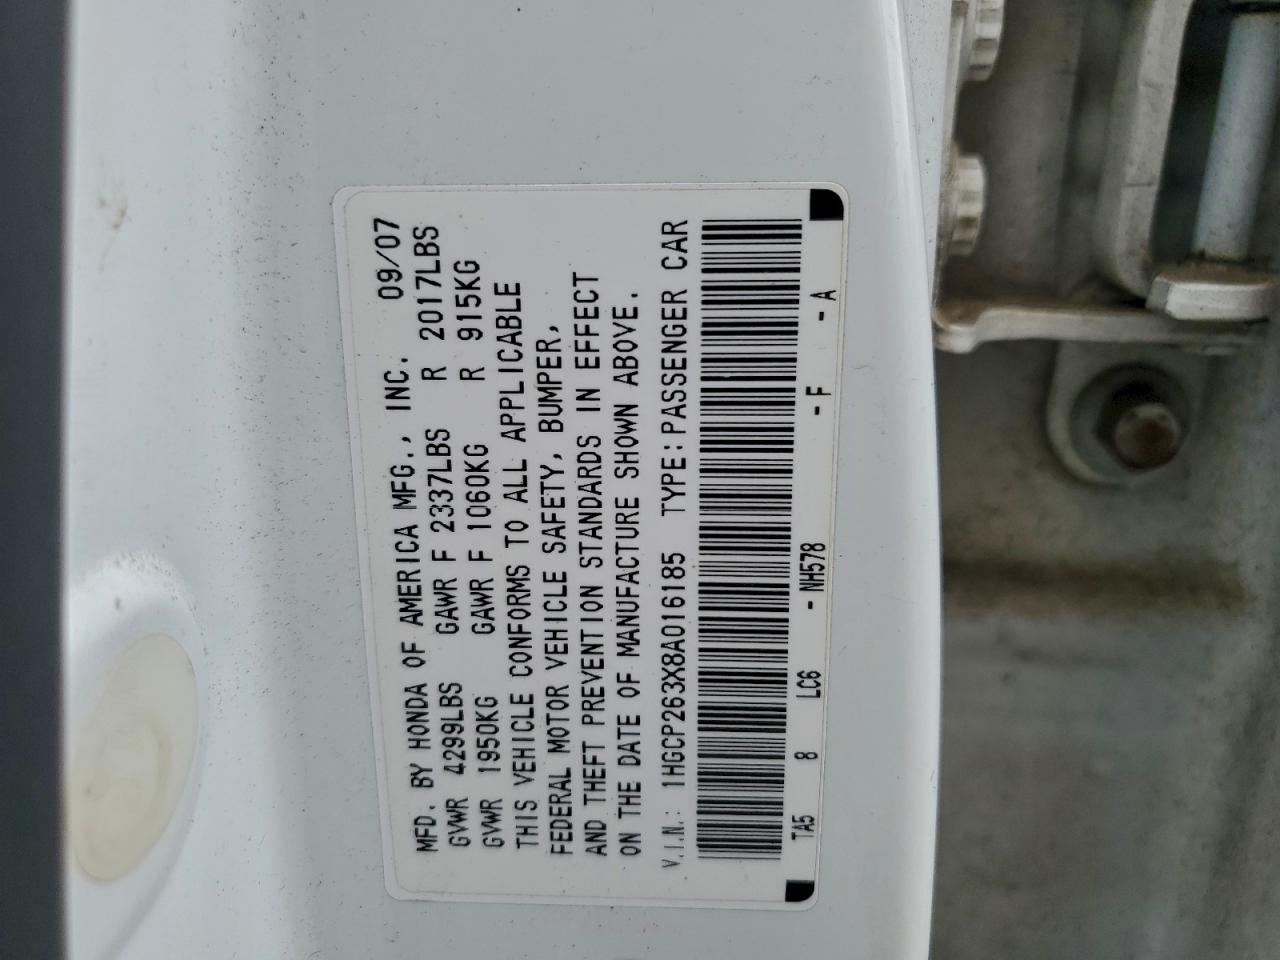 MFD. BY HONDA OF AMERICA MFG., INC. 09/07
GVWR 4299LBS GAWR F 2337LBS R 2017LBS
GVWR 1950KG GAWR F 1060KG R 915KG
THIS VEHICLE CONFORMS TO ALL APPLICABLE
FEDERAL MOTOR VEHICLE SAFETY, BUMPER,
AND THEFT PREVENTION STANDARDS IN EFFECT
ON THE DATE OF MANUFACTURE SHOWN ABOVE.
V.I.N.: 1HGCP263X8A016185 TYPE: PASSENGER CAR
TA5 8 LC6 - NH578 - F - A